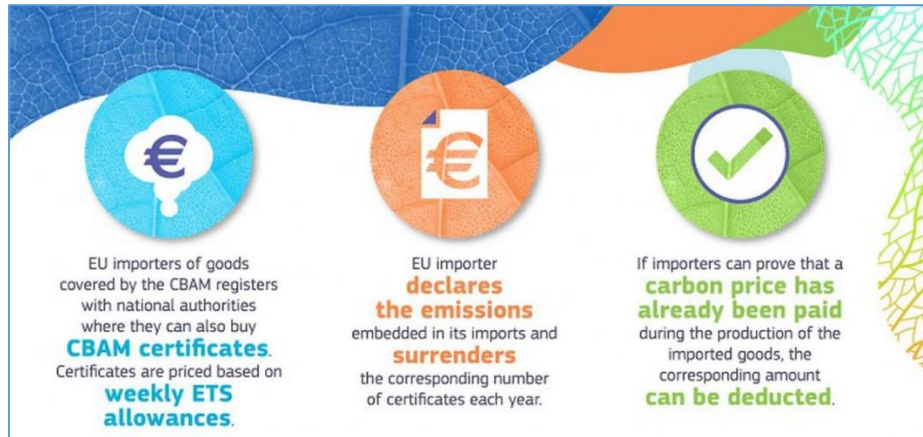 €
EU importers of goods
covered by the CBAM registers
with national authorities
where they can also buy
CBAM certificates.
Certificates are priced based on
weekly ETS
allowances.
€
EU importer
declares
the emissions
embedded in its imports and
surrenders
the corresponding number
of certificates each year.
If importers can prove that a
carbon price has
already been paid
during the production of the
imported goods, the
corresponding amount
can be deducted.